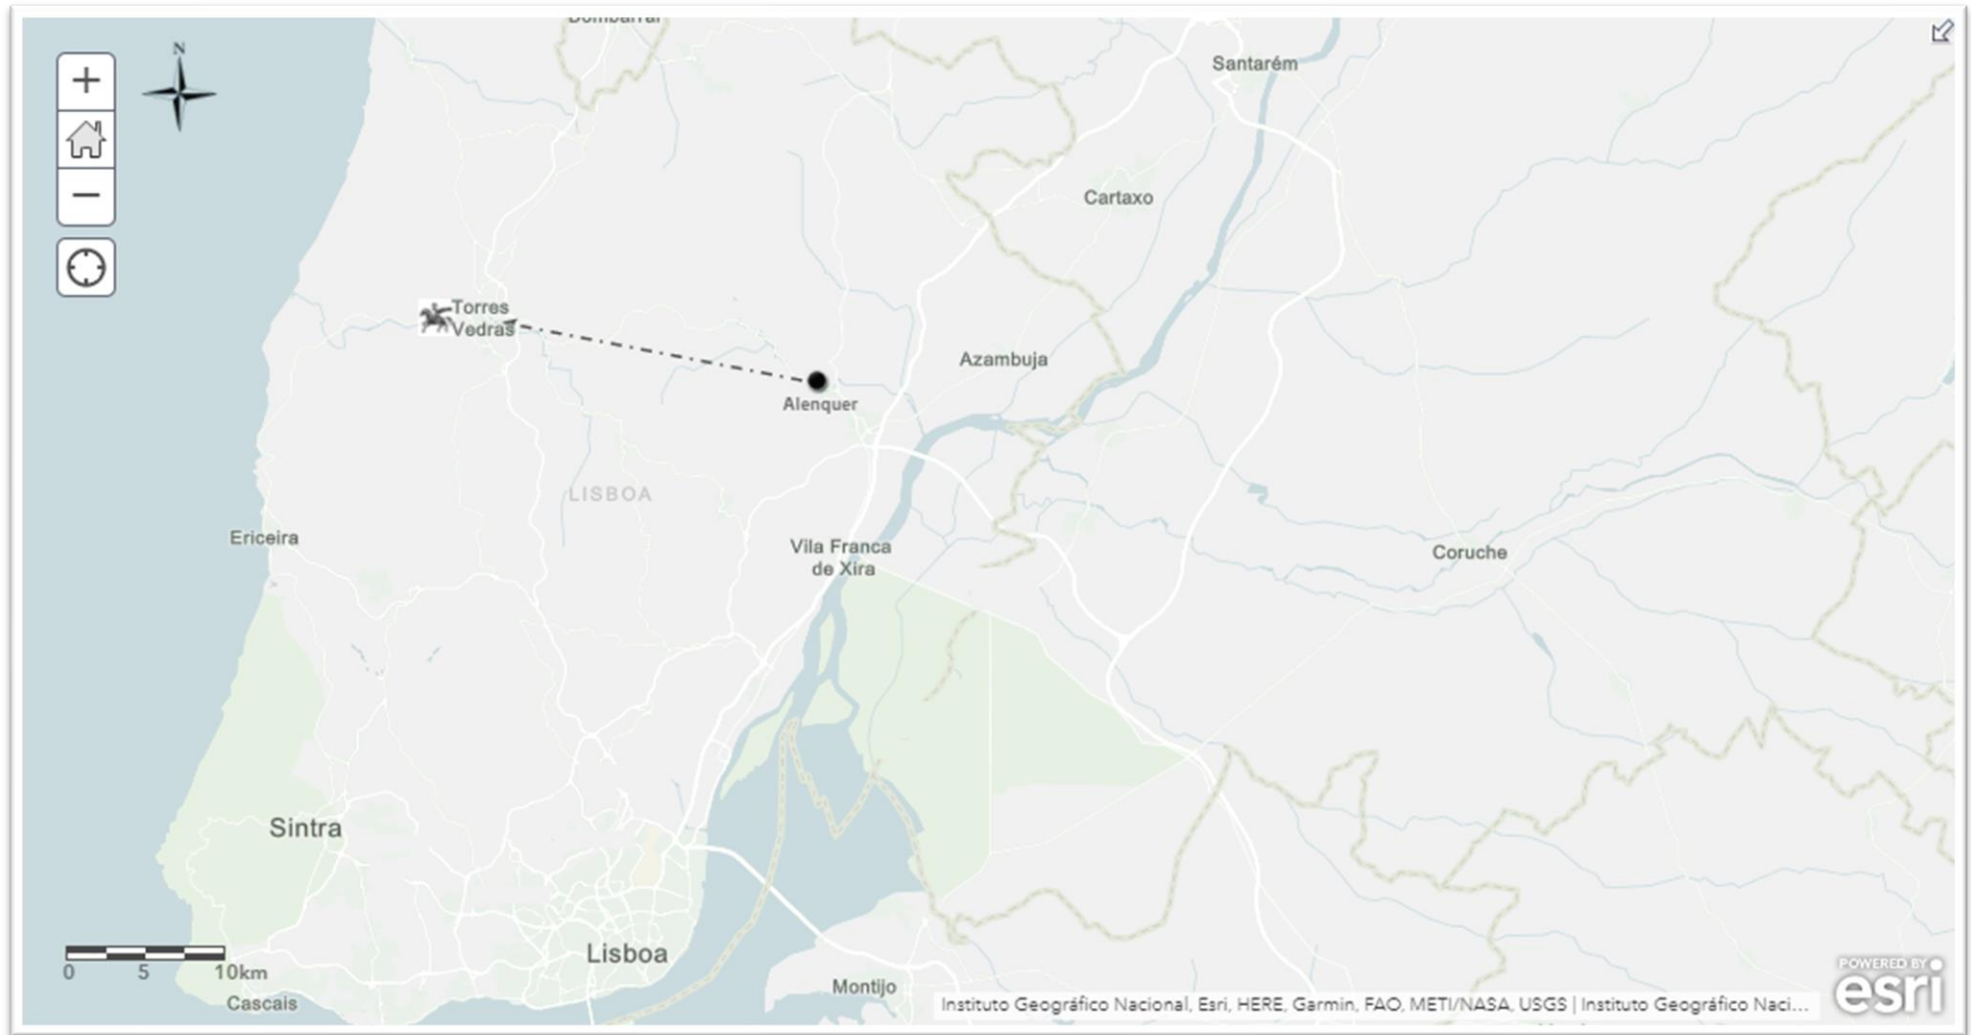 Bombarral
N
Santarém
Cartaxo
Torres
Vedras
Azambuja
Alenquer
LISBOA
Ericeira
Vila Franca
de Xira
Coruche
Sintra
Lisboa
0 5 10km
Cascais
Montijo
POWERED BY
esri
Instituto Geográfico Nacional, Esri, HERE, Garmin, FAO, METI/NASA, USGS | Instituto Geográfico Naci...